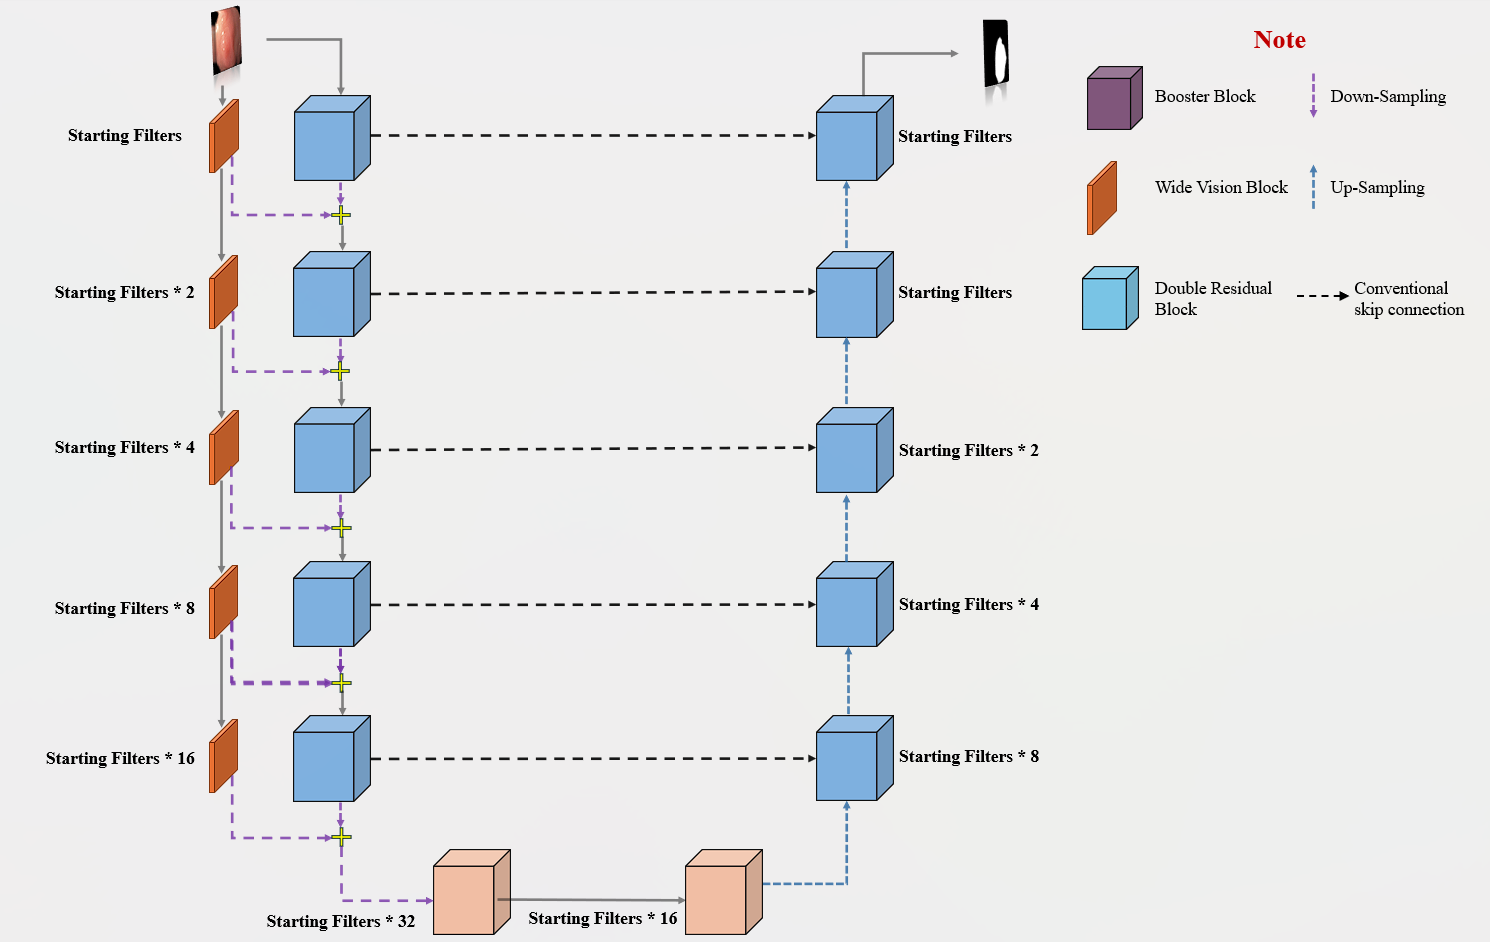 Note
Booster Block
Down-Sampling
Starting Filters
Starting Filters
Wide Vision Block
Up-Sampling
Starting Filters * 2
Starting Filters
Double Residual
Block
Conventional
skip connection
Starting Filters * 4
Starting Filters * 2
Starting Filters * 8
Starting Filters * 4
Starting Filters * 16
Starting Filters * 8
Starting Filters * 32
Starting Filters * 16